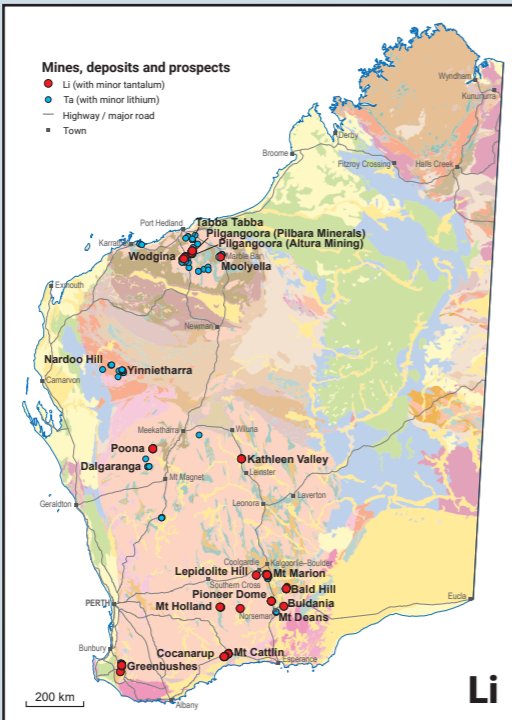 Mines, deposits and prospects
Li (with minor tantalum)
Ta (with minor lithium)
Highway / major road
Town
Wyndham
Kununurra
Derby
Broome
Fitzroy Crossing
Halls Creek
Port Hedland
Tabba Tabba
Karratha
Pilgangoora (Pilbara Minerals)
Pilgangoora (Altura Mining)
Wodgina
Marble Bar
Moolyella
Exmouth
Newman
Nardoo Hill
Yinnietharra
Carnarvon
Meekatharra
Wiluna
Poona
Kathleen Valley
Dalgaranga
Leinster
Mt Magnet
Laverton
Geraldton
Leonora
Coolgardie
Kalgoorlie–Boulder
Lepidolite Hill
Mt Marion
Southern Cross
Bald Hill
Pioneer Dome
Eucla
PERTH
Mt Holland
Buldania
Norseman
Mt Deans
Bunbury
Cocanarup
Mt Cattlin
Esperance
Greenbushes
200 km
Albany
Li